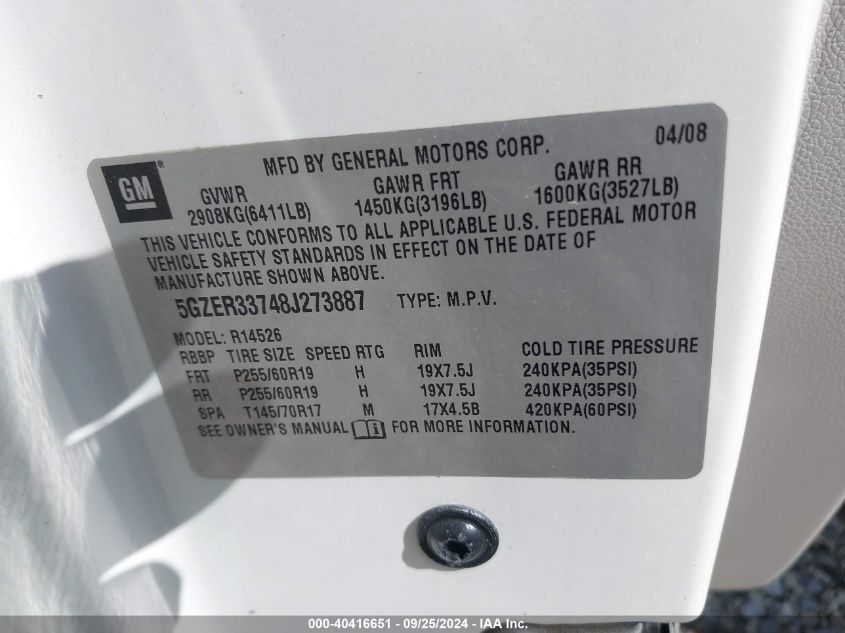 04/08
MFD BY GENERAL MOTORS CORP.
GM
GVWR GAWR FRT GAWR RR
2908KG(6411LB) 1450KG(3196LB) 1600KG(3527LB)
THIS VEHICLE CONFORMS TO ALL APPLICABLE U.S. FEDERAL MOTOR
VEHICLE SAFETY STANDARDS IN EFFECT ON THE DATE OF
MANUFACTURE SHOWN ABOVE.
5GZER33748J273887 TYPE: M.P.V.
MODEL: R14526
RBBP TIRE SIZE SPEED RTG RIM COLD TIRE PRESSURE
FRT P255/60R19 H 19X7.5J 240KPA(35PSI)
RR P255/60R19 H 19X7.5J 240KPA(35PSI)
SPA T145/70R17 M 17X4.5B 420KPA(60PSI)
SEE OWNER'S MANUAL FOR MORE INFORMATION.
000-40416651 - 09/25/2024 - IAA Inc.